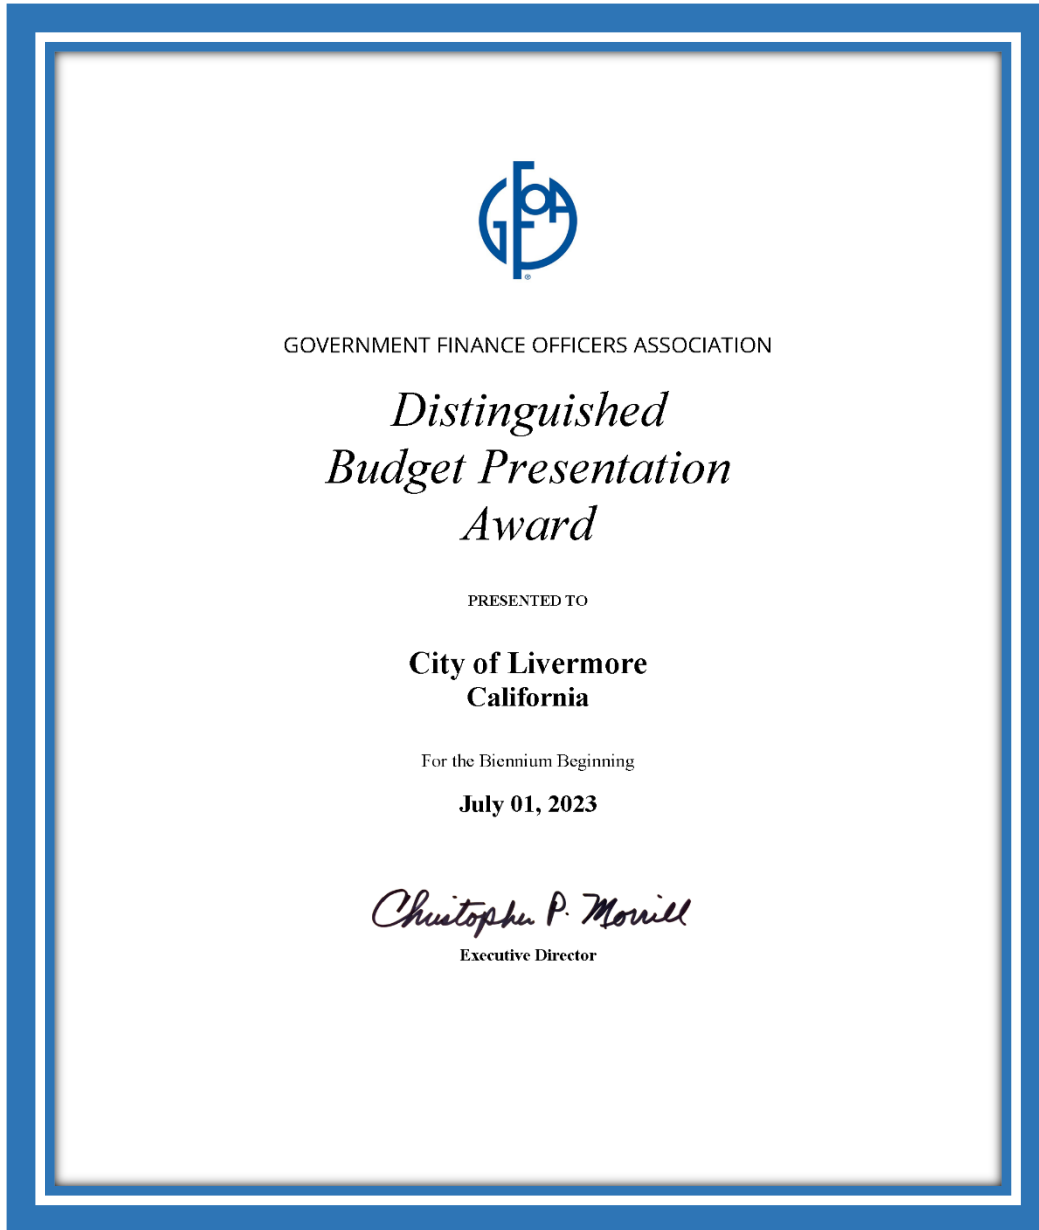 GFOA
GOVERNMENT FINANCE OFFICERS ASSOCIATION
Distinguished
Budget Presentation
Award
PRESENTED TO
City of Livermore
California
For the Biennium Beginning
July 01, 2023
Christopher P. Morrill
Executive Director